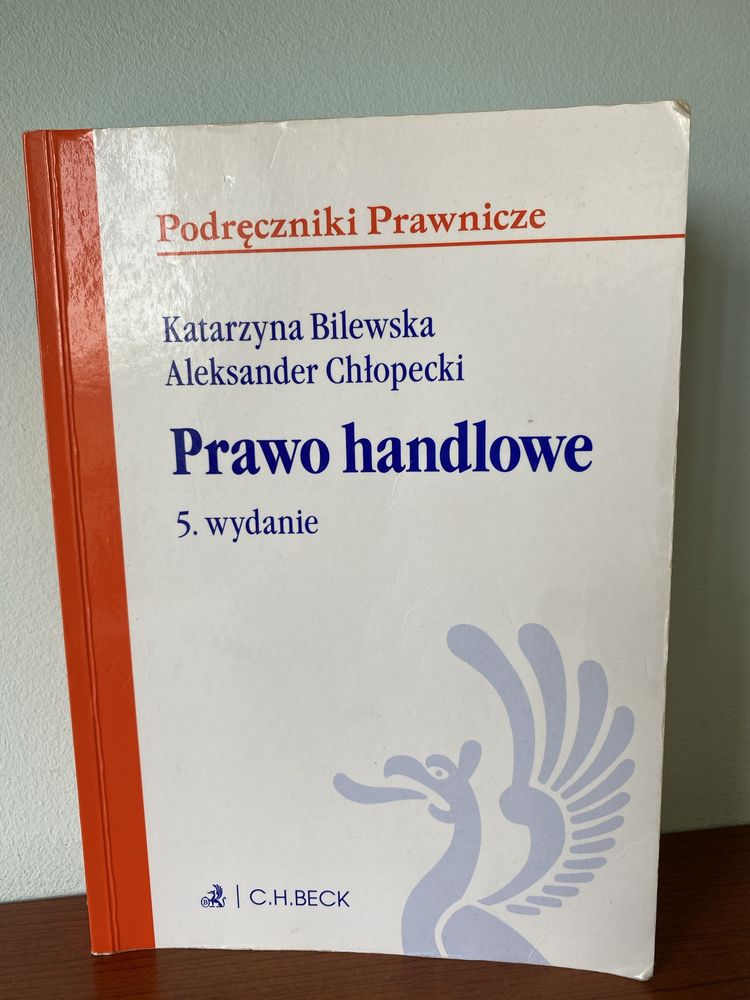 Podręczniki Prawnicze
Katarzyna Bilewska
Aleksander Chłopecki
Prawo handlowe
5. wydanie
C.H.BECK